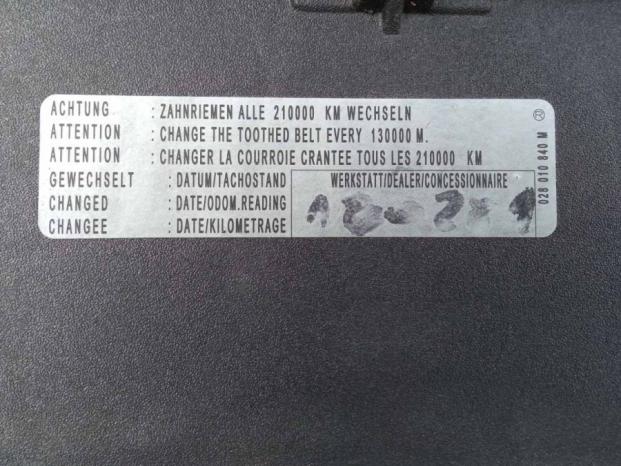 ACHTUNG : ZAHNRIEMEN ALLE 210000 KM WECHSELN
ATTENTION : CHANGE THE TOOTHED BELT EVERY 130000 M.
ATTENTION : CHANGER LA COURROIE CRANTEE TOUS LES 210000 KM
GEWECHSELT : DATUM/TACHOSTAND WERKSTATT/DEALER/CONCESSIONNAIRE
CHANGED : DATE/ODOM.READING
CHANGEE : DATE/KILOMETRAGE
028 010 840 M ®